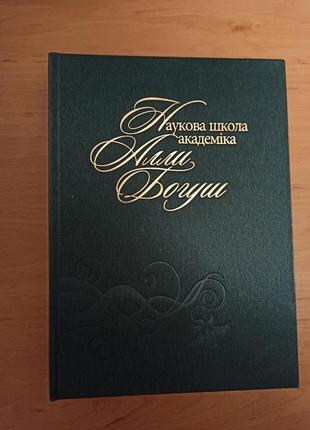 Наукова школа
академіка
Алли
Богуш